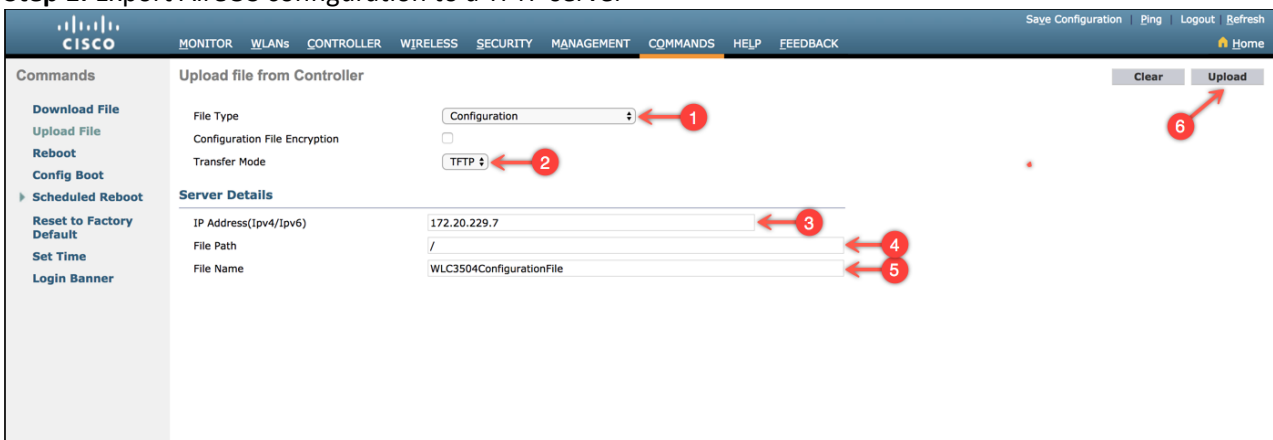 Step 1: Export AireOS configuration to a TFTP server
Save Configuration | Ping | Logout | Refresh
CISCO
MONITOR WLANs CONTROLLER WIRELESS SECURITY MANAGEMENT COMMANDS HELP FEEDBACK
Home
Commands
Upload file from Controller
Clear Upload
Download File
Upload File
Reboot
Config Boot
Scheduled Reboot
Reset to Factory
Default
Set Time
Login Banner
File Type Configuration 1
6
Configuration File Encryption
Transfer Mode TFTP 2
Server Details
IP Address(Ipv4/Ipv6) 172.20.229.7 3
File Path / 4
File Name WLC3504ConfigurationFile 5